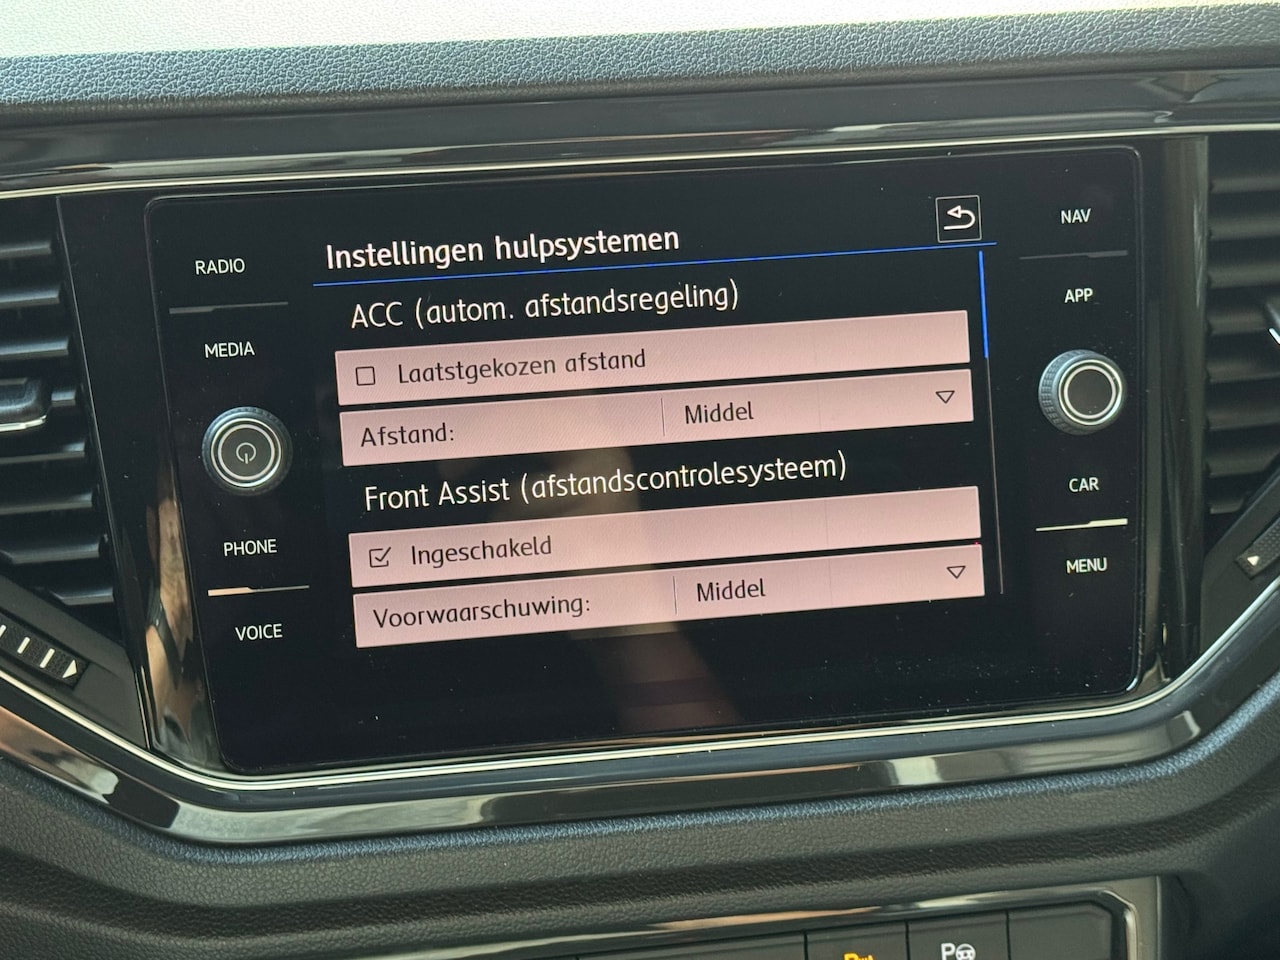 RADIO
MEDIA
PHONE
VOICE
Instellingen hulpsystemen
ACC (autom. afstandsregeling)
Laatstgekozen afstand
Afstand: Middel
Front Assist (afstandscontrolesysteem)
Ingeschakeld
Voorwaarschuwing: Middel
NAV
APP
CAR
MENU
P
P